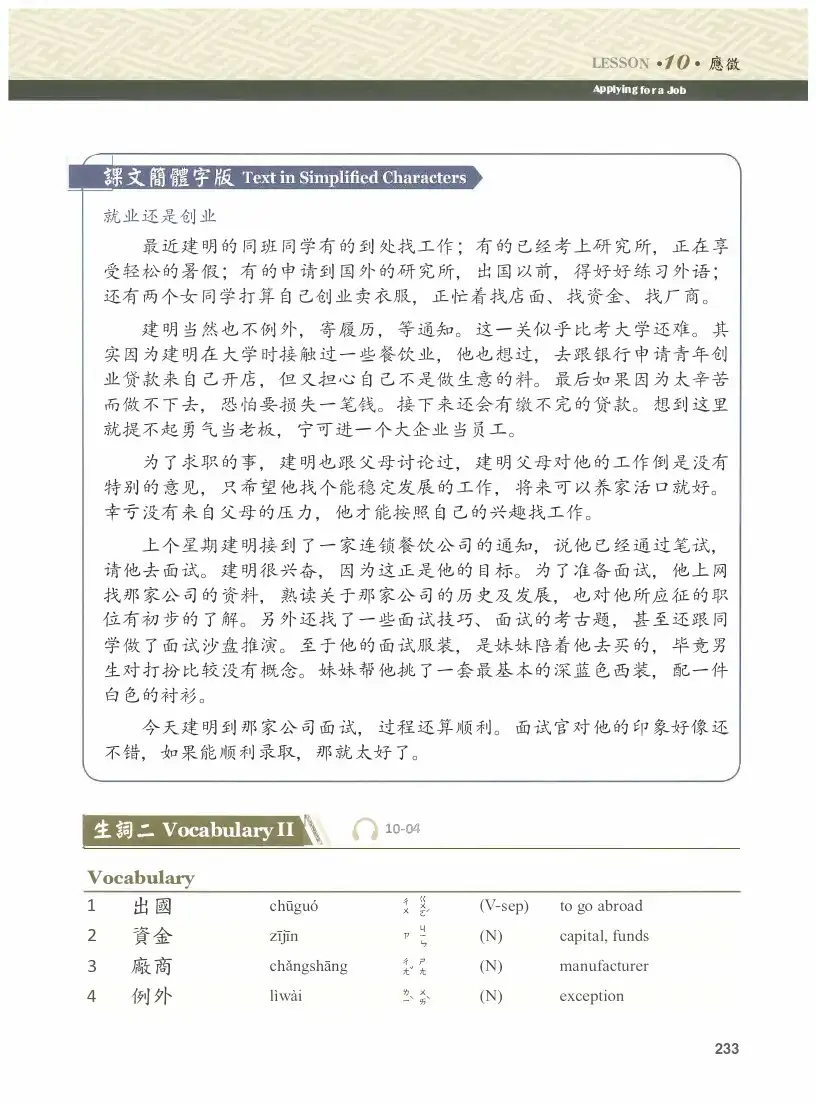 LESSON •10• 應徵
Applying for a Job
課文簡體字版 Text in Simplified Characters
就业还是创业
最近建明的同班同学有的到处找工作；有的已经考上研究所，正在享
受轻松的暑假；有的申请到国外的研究所，出国以前，得好好练习外语；
还有两个女同学打算自己创业卖衣服，正忙着找店面、找资金、找厂商。
建明当然也不例外，寄履历，等通知。这一关似乎比考大学还难。其
实因为建明在大学时接触过一些餐饮业，他也想过，去跟银行申请青年创
业贷款来自己开店，但又担心自己不是做生意的料。最后如果因为太辛苦
而做不下去，恐怕要损失一笔钱。接下来还会有缴不完的贷款。想到这里
就提不起勇气当老板，宁可进一个大企业当员工。
为了求职的事，建明也跟父母讨论过，建明父母对他的工作倒是没有
特别的意见，只希望他找个能稳定发展的工作，将来可以养家活口就好。
幸亏没有来自父母的压力，他才能按照自己的兴趣找工作。
上个星期建明接到了一家连锁餐饮公司的通知，说他已经通过笔试，
请他去面试。建明很兴奋，因为这正是他的目标。为了准备面试，他上网
找那家公司的资料，熟读关于那家公司的历史及发展，也对他所应征的职
位有初步的了解。另外还找了一些面试技巧、面试的考古题，甚至还跟同
学做了面试沙盘推演。至于他的面试服装，是妹妹陪着他去买的，毕竟男
生对打扮比较没有概念。妹妹帮他挑了一套最基本的深蓝色西装，配一件
白色的衬衫。
今天建明到那家公司面试，过程还算顺利。面试官对他的印象好像还
不错，如果能顺利录取，那就太好了。
生詞二 Vocabulary II 10-04
Vocabulary
1 出國 chūguó ㄔㄨ ㄍㄨㄛˊ (V-sep) to go abroad
2 資金 zījīn ㄗ ㄐㄧㄣ (N) capital, funds
3 廠商 chǎngshāng ㄔㄤˇ ㄕㄤ (N) manufacturer
4 例外 lìwài ㄌㄧˋ ㄨㄞˋ (N) exception
233